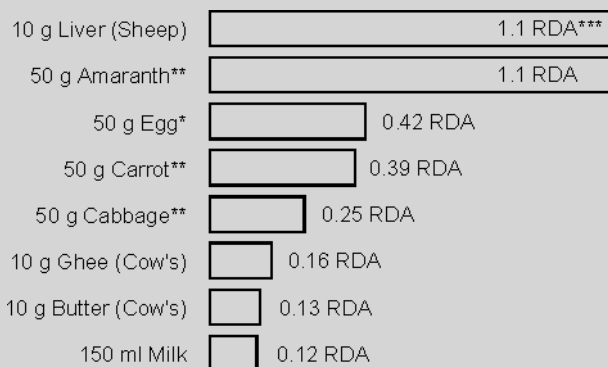 10 g Liver (Sheep) 1.1 RDA***
50 g Amaranth** 1.1 RDA
50 g Egg* 0.42 RDA
50 g Carrot** 0.39 RDA
50 g Cabbage** 0.25 RDA
10 g Ghee (Cow's) 0.16 RDA
10 g Butter (Cow's) 0.13 RDA
150 ml Milk 0.12 RDA